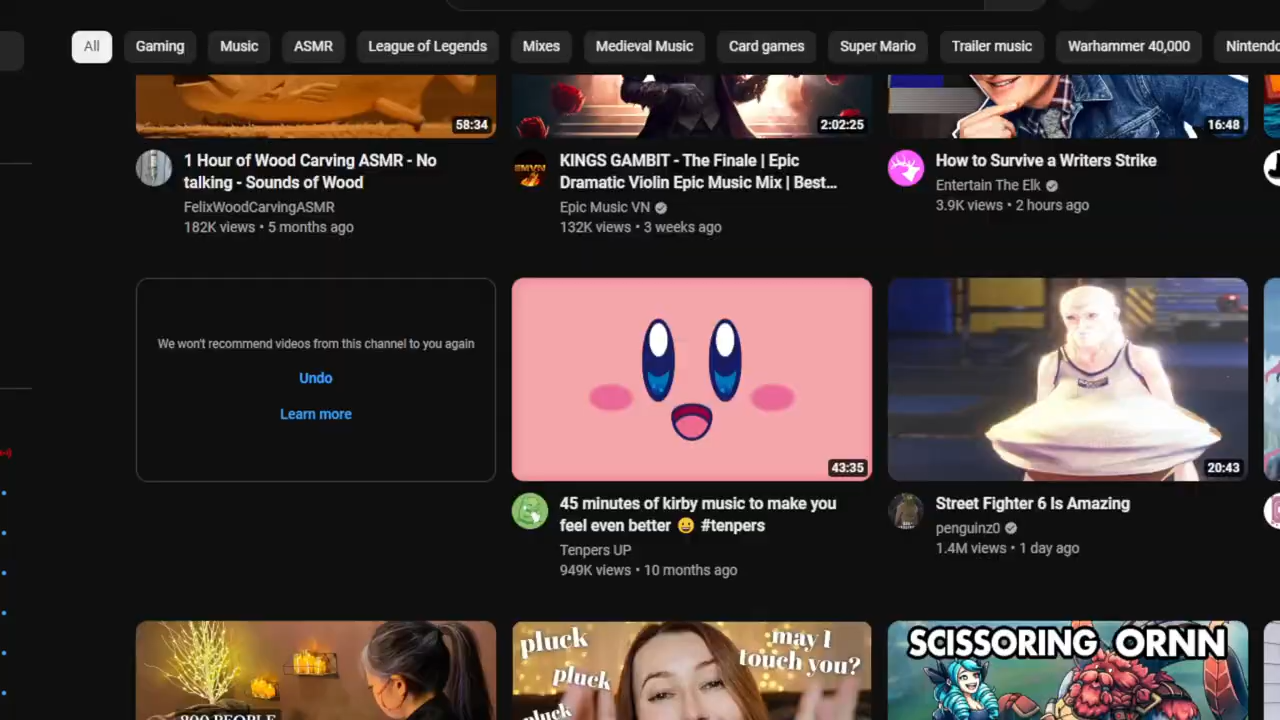 All
Gaming
Music
ASMR
League of Legends
Mixes
Medieval Music
Card games
Super Mario
Trailer music
Warhammer 40,000
Nintendo
58:34
2:02:25
16:48
1 Hour of Wood Carving ASMR - No
talking - Sounds of Wood
FelixWoodCarvingASMR
182K views • 5 months ago
EMVN
KINGS GAMBIT - The Finale | Epic
Dramatic Violin Epic Music Mix | Best...
Epic Music VN
132K views • 3 weeks ago
How to Survive a Writers Strike
Entertain The Elk
3.9K views • 2 hours ago
We won't recommend videos from this channel to you again
Undo
Learn more
43:35
45 minutes of kirby music to make you
feel even better 😀 #tenpers
Tenpers UP
949K views • 10 months ago
20:43
Street Fighter 6 Is Amazing
penguinz0
1.4M views • 1 day ago
pluck
pluck
pluck
may I
touch you?
SCISSORING ORNN